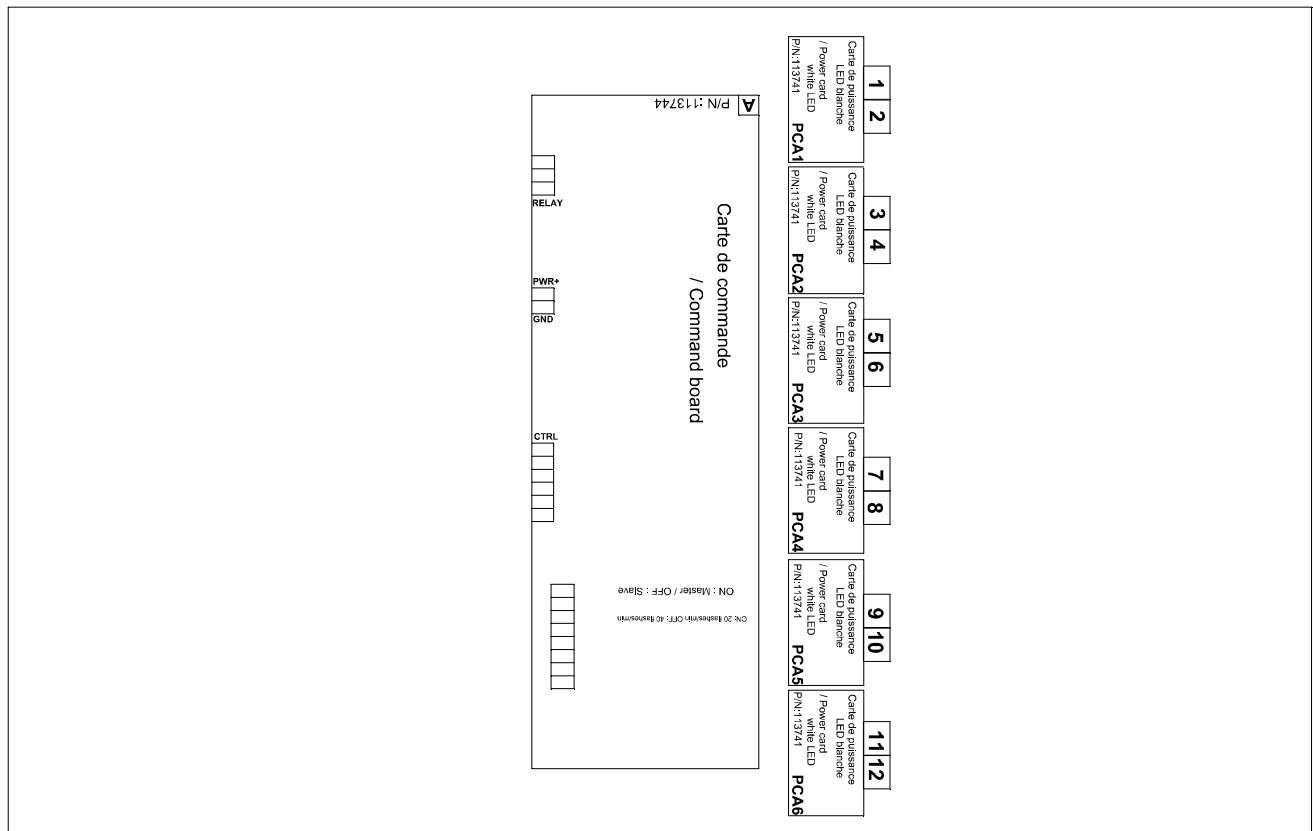 A
P/N :113744
RELAY
PWR+
GND
CTRL
Carte de commande
/ Command board
ON : Master / OFF : Slave
ON: 20 flashes/min OFF: 40 flashes/min
Carte de puissance
LED blanche
/ Power card
white LED
P/N:113741
PCA1
1
2
Carte de puissance
LED blanche
/ Power card
white LED
P/N:113741
PCA2
3
4
Carte de puissance
LED blanche
/ Power card
white LED
P/N:113741
PCA3
5
6
Carte de puissance
LED blanche
/ Power card
white LED
P/N:113741
PCA4
7
8
Carte de puissance
LED blanche
/ Power card
white LED
P/N:113741
PCA5
9
10
Carte de puissance
LED blanche
/ Power card
white LED
P/N:113741
PCA6
11
12